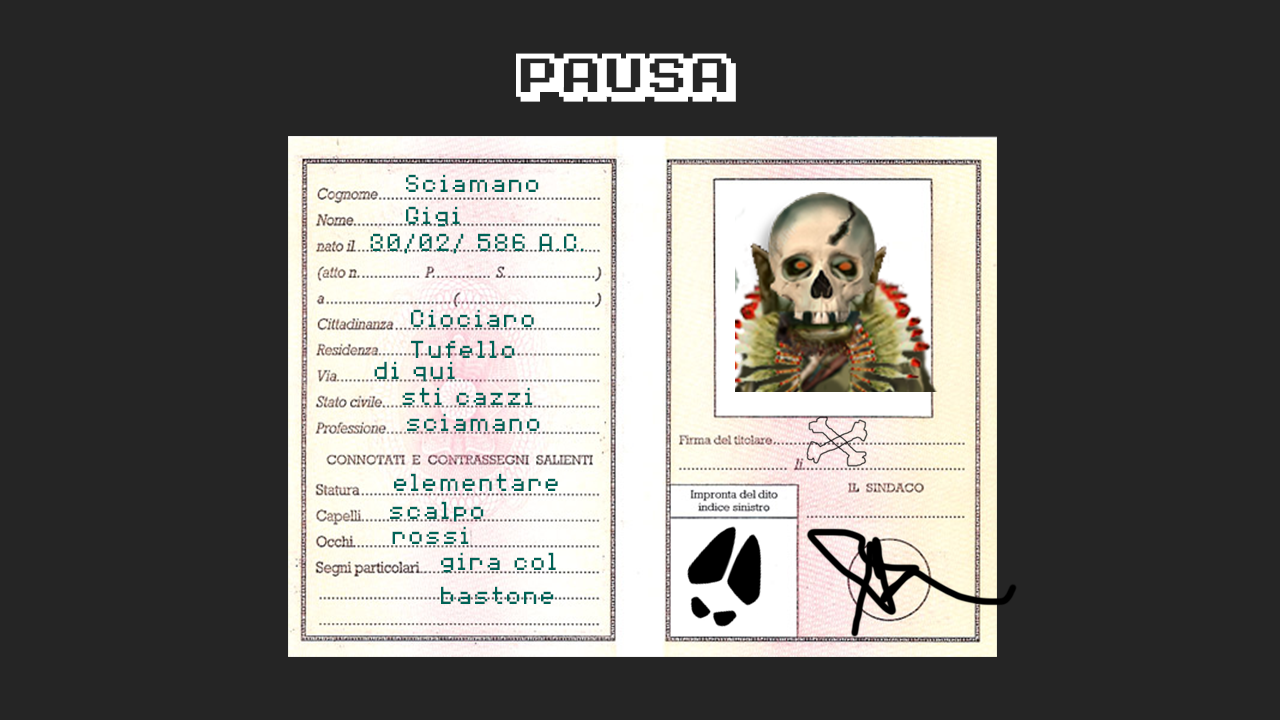 PAUSA
Cognome Sciamano
Nome Gigi
nato il 30/02/ 586 A.C.
(atto n. P. S. )
a ( )
Cittadinanza Ciociaro
Residenza Tufello
Via di qui
Stato civile sti cazzi
Professione sciamano
CONNOTATI E CONTRASSEGNI SALIENTI
Statura elementare
Capelli scalpo
Occhi rossi
Segni particolari gira col
bastone
Firma del titolare
li
IL SINDACO
Impronta del dito
indice sinistro